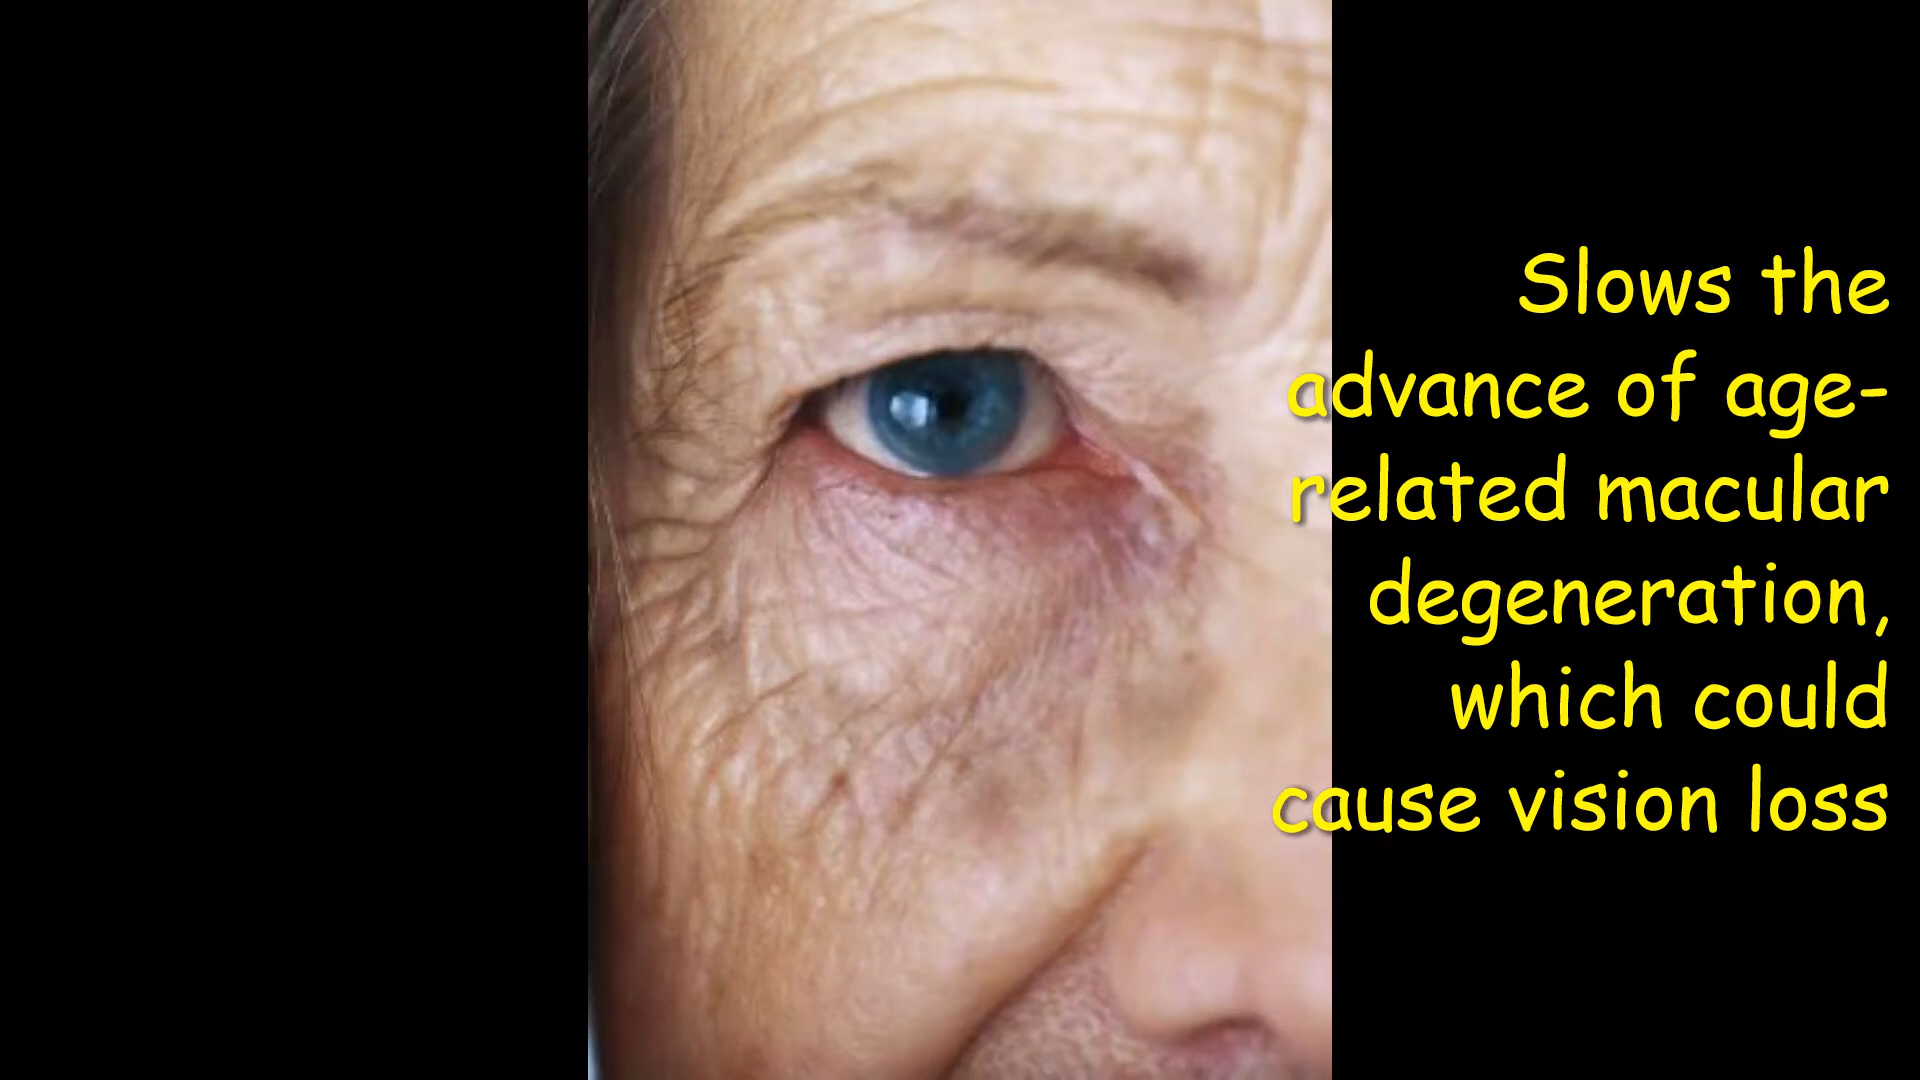 Slows the
advance of age-
related macular
degeneration,
which could
cause vision loss